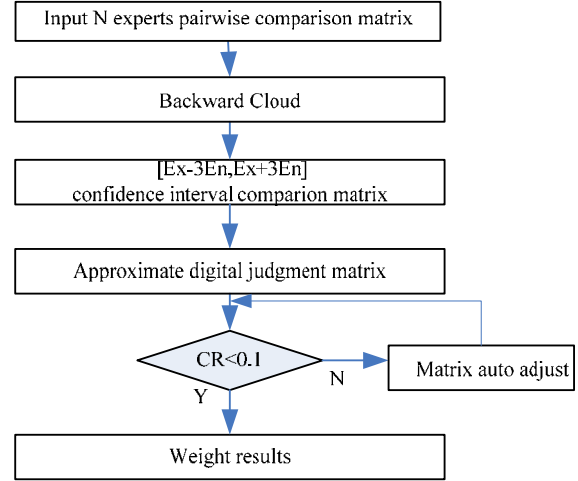 Input N experts pairwise comparison matrix
Backward Cloud
[Ex-3En,Ex+3En]
confidence interval comparion matrix
Approximate digital judgment matrix
CR<0.1
N
Matrix auto adjust
Y
Weight results